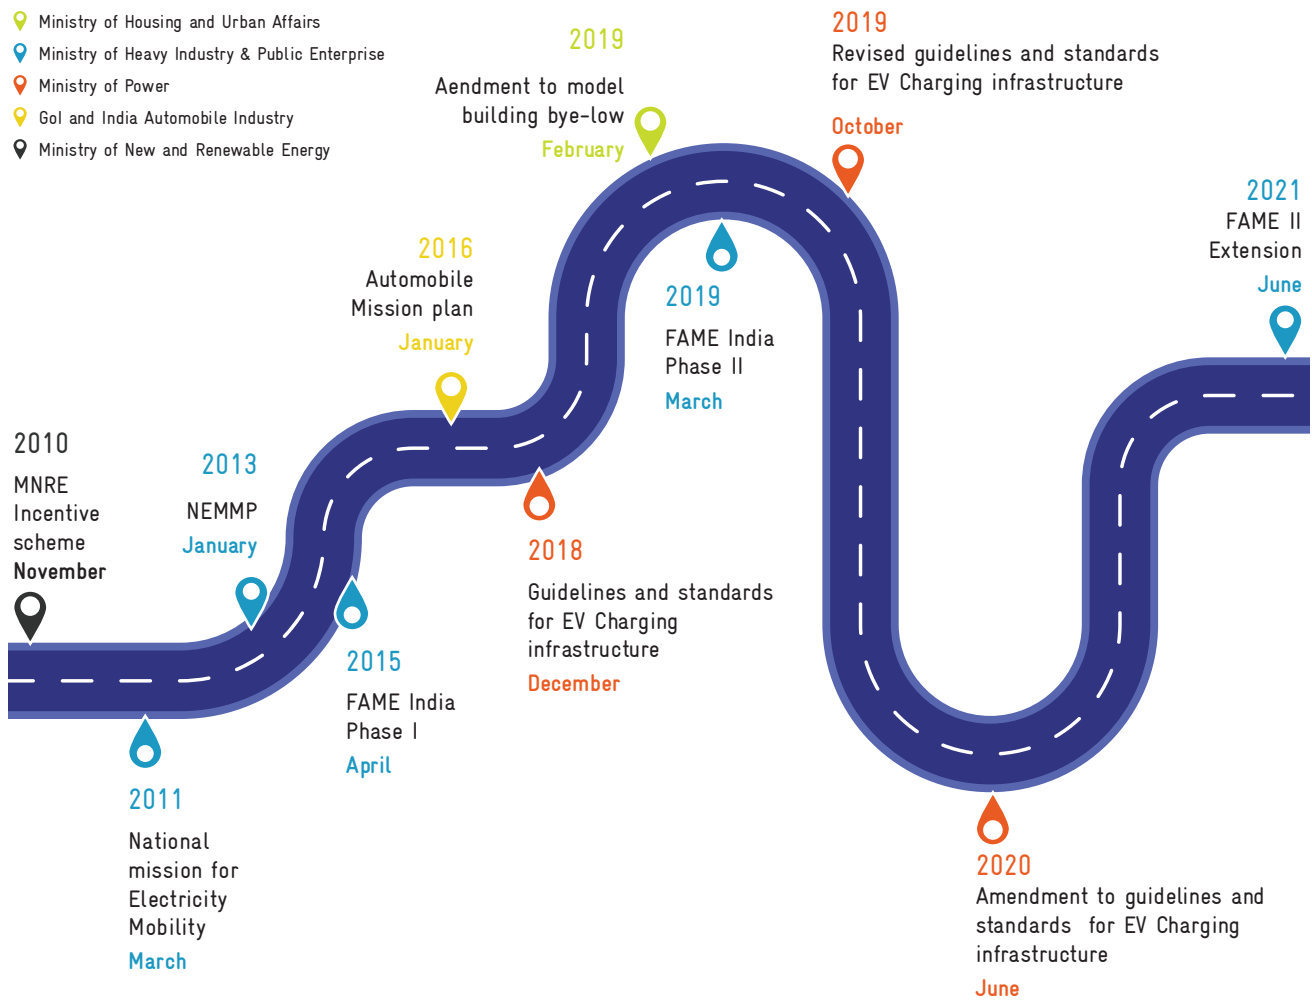 Ministry of Housing and Urban Affairs
Ministry of Heavy Industry & Public Enterprise
Ministry of Power
GoI and India Automobile Industry
Ministry of New and Renewable Energy
2010
MNRE
Incentive
scheme
November
2011
National
mission for
Electricity
Mobility
March
2013
NEMMP
January
2015
FAME India
Phase I
April
2016
Automobile
Mission plan
January
2018
Guidelines and standards
for EV Charging
infrastructure
December
2019
Aendment to model
building bye-low
February
2019
FAME India
Phase II
March
2019
Revised guidelines and standards
for EV Charging infrastructure
October
2020
Amendment to guidelines and
standards for EV Charging
infrastructure
June
2021
FAME II
Extension
June